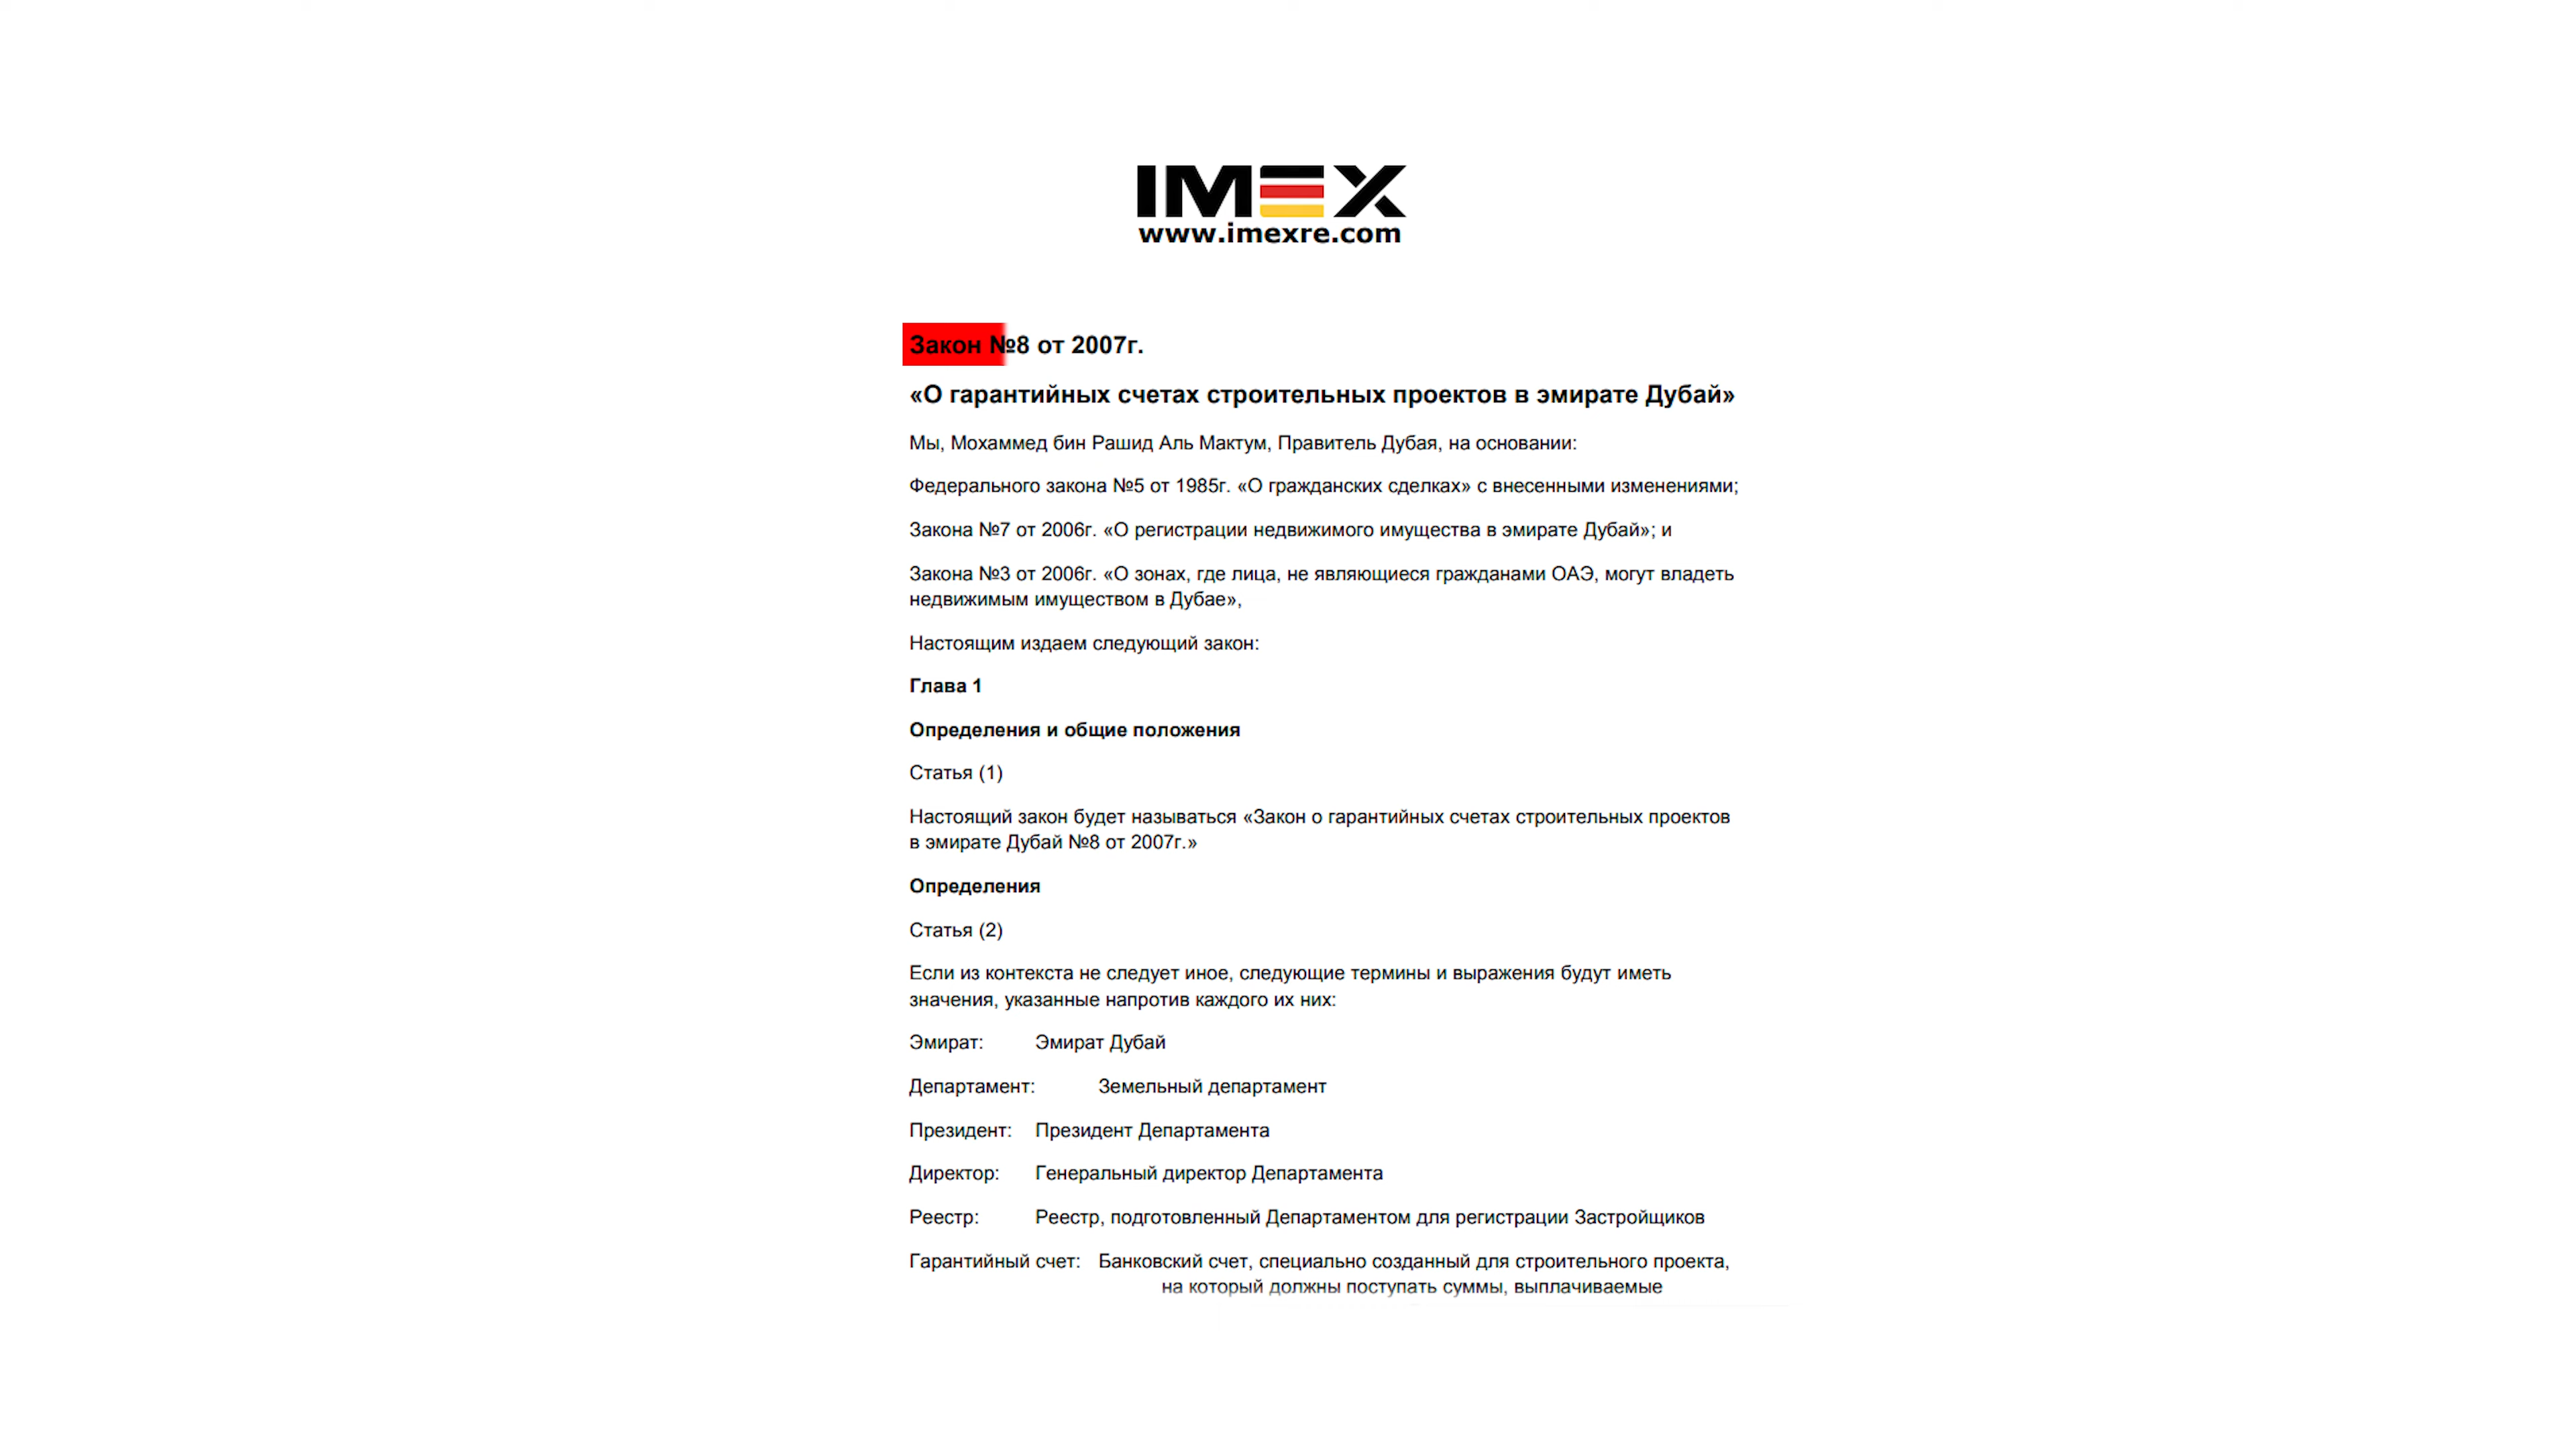 IMEX
www.imexre.com
Закон №8 от 2007г.
«О гарантийных счетах строительных проектов в эмирате Дубай»
Мы, Мохаммед бин Рашид Аль Мактум, Правитель Дубая, на основании:
Федерального закона №5 от 1985г. «О гражданских сделках» с внесенными изменениями;
Закона №7 от 2006г. «О регистрации недвижимого имущества в эмирате Дубай»; и
Закона №3 от 2006г. «О зонах, где лица, не являющиеся гражданами ОАЭ, могут владеть
недвижимым имуществом в Дубае»,
Настоящим издаем следующий закон:
Глава 1
Определения и общие положения
Статья (1)
Настоящий закон будет называться «Закон о гарантийных счетах строительных проектов
в эмирате Дубай №8 от 2007г.»
Определения
Статья (2)
Если из контекста не следует иное, следующие термины и выражения будут иметь
значения, указанные напротив каждого их них:
Эмират: Эмират Дубай
Департамент: Земельный департамент
Президент: Президент Департамента
Директор: Генеральный директор Департамента
Реестр: Реестр, подготовленный Департаментом для регистрации Застройщиков
Гарантийный счет: Банковский счет, специально созданный для строительного проекта,
на который должны поступать суммы, выплачиваемые